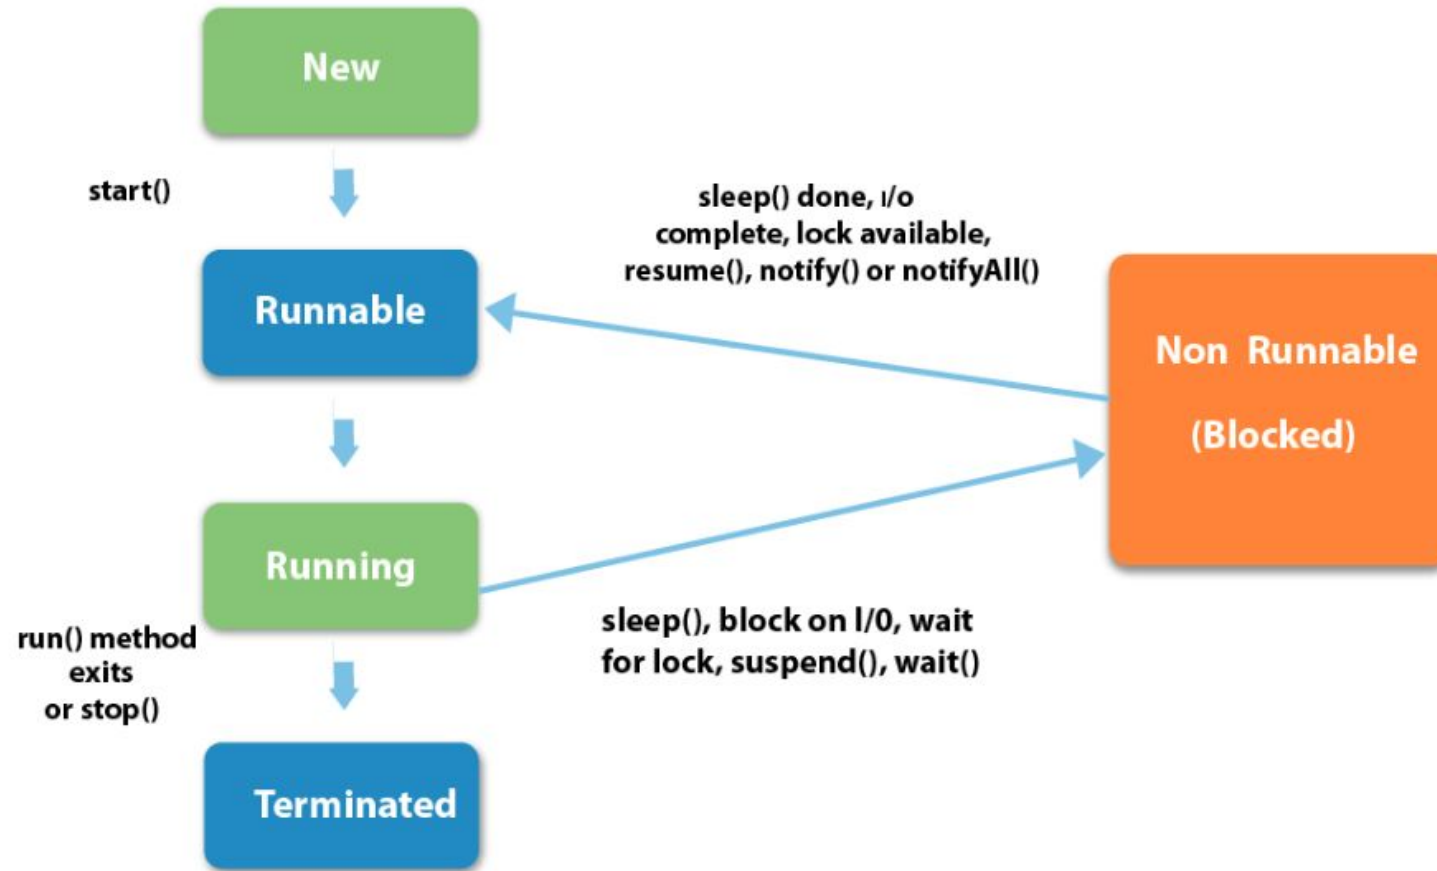 New
start()
sleep() done, I/o
complete, lock available,
resume(), notify() or notifyAll()
Runnable
Non Runnable
(Blocked)
Running
sleep(), block on I/0, wait
for lock, suspend(), wait()
run() method
exits
or stop()
Terminated